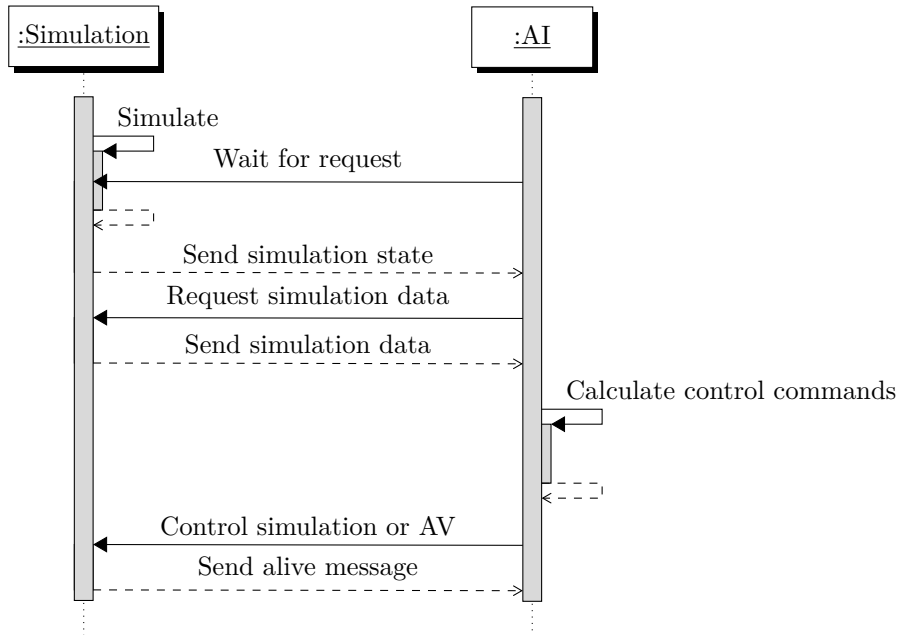 :Simulation
:AI
Simulate
Wait for request
Send simulation state
Request simulation data
Send simulation data
Calculate control commands
Control simulation or AV
Send alive message